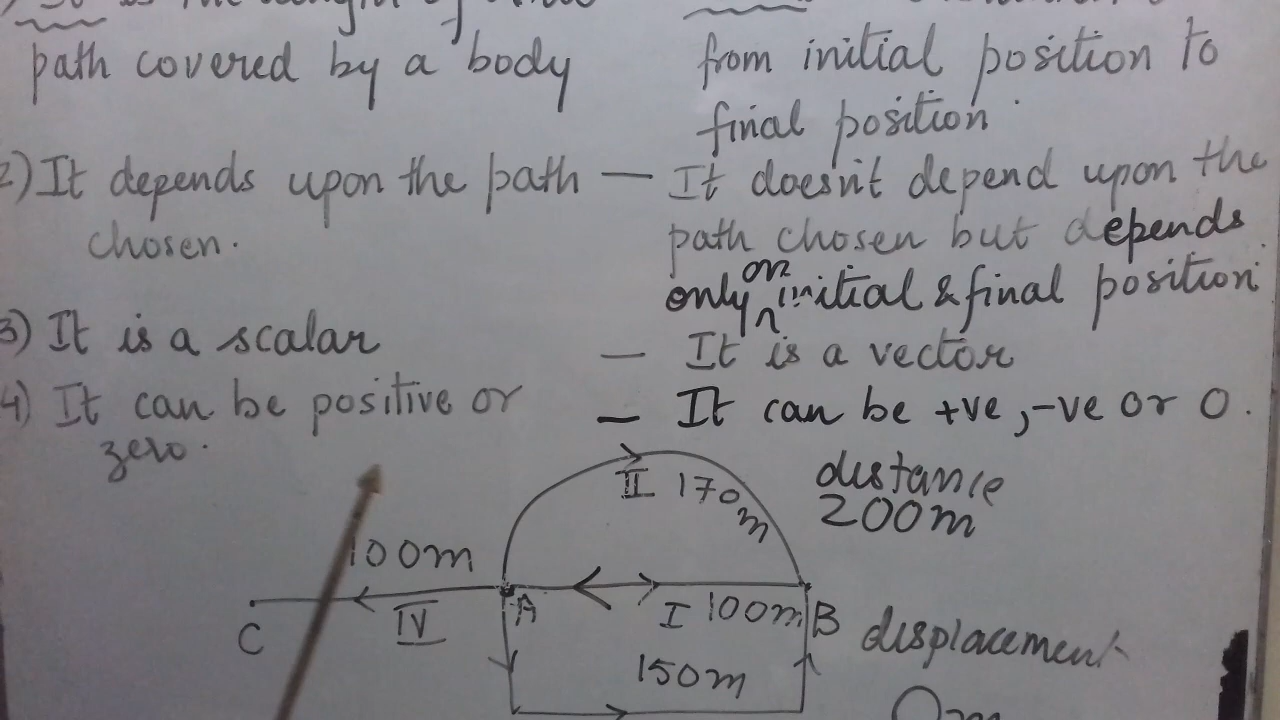 path covered by a body
from initial position to
final position.
2) It depends upon the path — It doesn't depend upon the
chosen.
path chosen but depends
only on initial & final position.
3) It is a scalar — It is a vector
4) It can be positive or — It can be +ve, -ve or 0.
zero.
II 170m
distance
200m
100m
A
I 100m
B
C
IV
displacement
150m
0m